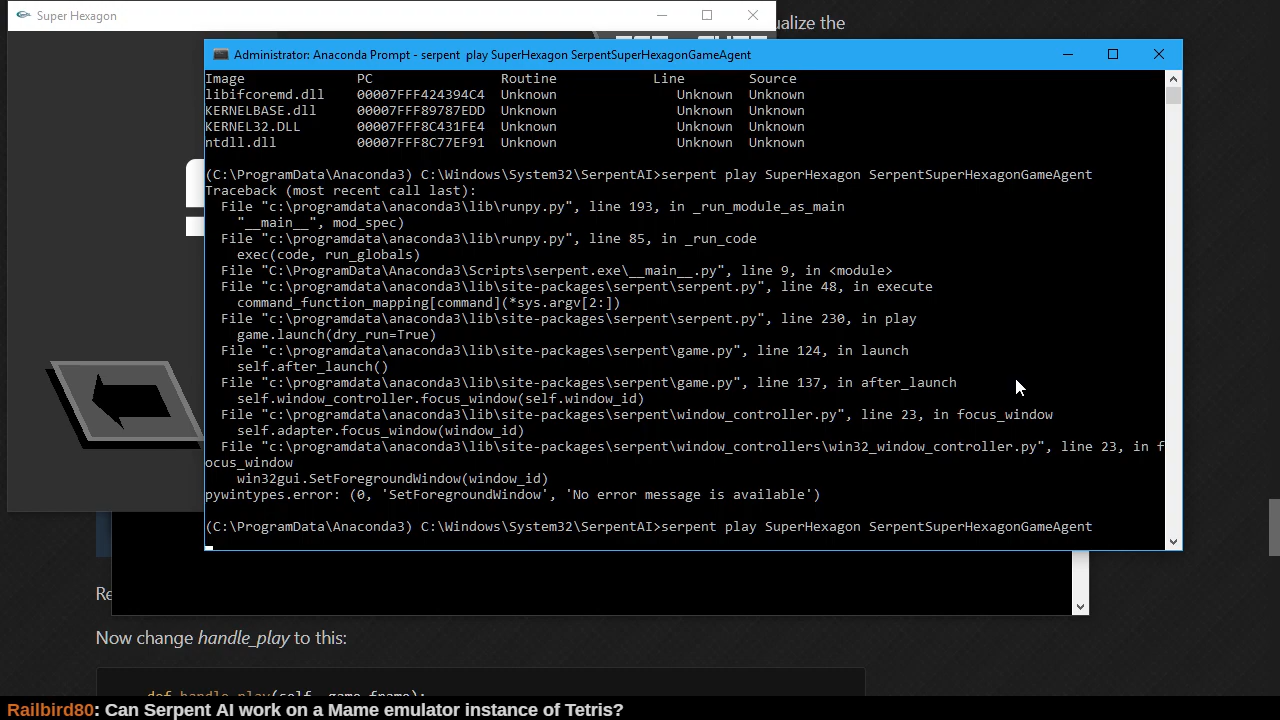 Super Hexagon
ualize the
Administrator: Anaconda Prompt - serpent  play SuperHexagon SerpentSuperHexagonGameAgent
Image              PC                Routine            Line        Source
libifcoremd.dll    00007FFF424394C4  Unknown               Unknown  Unknown
KERNELBASE.dll     00007FFF89787EDD  Unknown               Unknown  Unknown
KERNEL32.DLL       00007FFF8C431FE4  Unknown               Unknown  Unknown
ntdll.dll          00007FFF8C77EF91  Unknown               Unknown  Unknown
(C:\ProgramData\Anaconda3) C:\Windows\System32\SerpentAI>serpent play SuperHexagon SerpentSuperHexagonGameAgent
Traceback (most recent call last):
  File "c:\programdata\anaconda3\lib\runpy.py", line 193, in _run_module_as_main
    "__main__", mod_spec)
  File "c:\programdata\anaconda3\lib\runpy.py", line 85, in _run_code
    exec(code, run_globals)
  File "C:\ProgramData\Anaconda3\Scripts\serpent.exe\__main__.py", line 9, in <module>
  File "c:\programdata\anaconda3\lib\site-packages\serpent\serpent.py", line 48, in execute
    command_function_mapping[command](*sys.argv[2:])
  File "c:\programdata\anaconda3\lib\site-packages\serpent\serpent.py", line 230, in play
    game.launch(dry_run=True)
  File "c:\programdata\anaconda3\lib\site-packages\serpent\game.py", line 124, in launch
    self.after_launch()
  File "c:\programdata\anaconda3\lib\site-packages\serpent\game.py", line 137, in after_launch
    self.window_controller.focus_window(self.window_id)
  File "c:\programdata\anaconda3\lib\site-packages\serpent\window_controller.py", line 23, in focus_window
    self.adapter.focus_window(window_id)
  File "c:\programdata\anaconda3\lib\site-packages\serpent\window_controllers\win32_window_controller.py", line 23, in f
ocus_window
    win32gui.SetForegroundWindow(window_id)
pywintypes.error: (0, 'SetForegroundWindow', 'No error message is available')
(C:\ProgramData\Anaconda3) C:\Windows\System32\SerpentAI>serpent play SuperHexagon SerpentSuperHexagonGameAgent
Re
Now change handle_play to this:
def handle_play(self, game_frame):
Railbird80: Can Serpent AI work on a Mame emulator instance of Tetris?